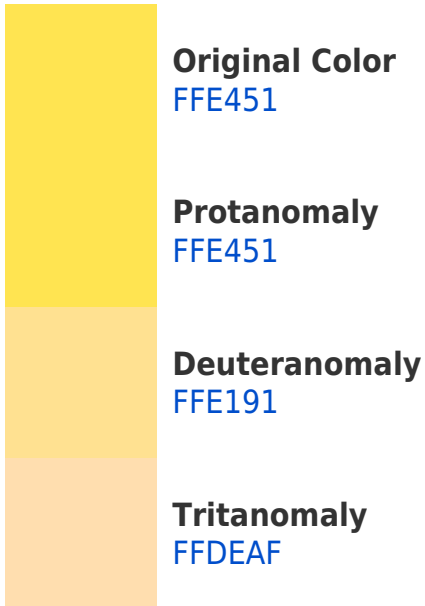 Original Color
FFE451
Protanomaly
FFE451
Deuteranomaly
FFE191
Tritanomaly
FFDEAF